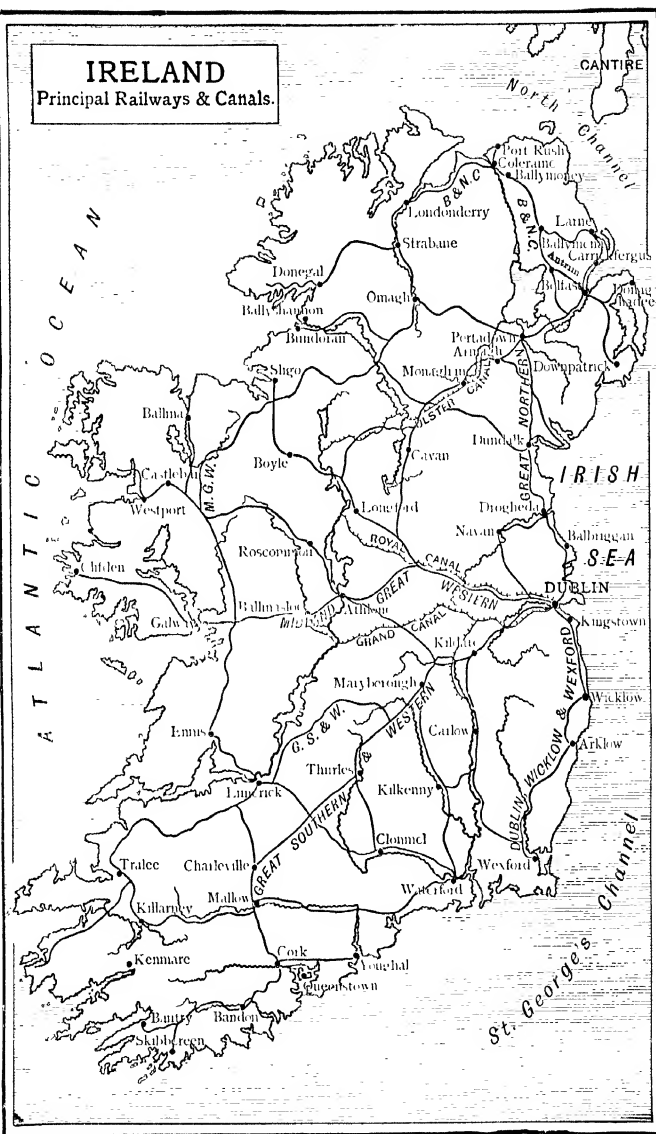 IRELAND
Principal Railways & Canals.
CANTIRE
North Channel
Port Rush
Coleraine
Ballymoney
B & N.C
Londonderry
B & N.C.
Larne
Strabane
Ballymena
Carrickfergus
Antrim
Donegal
Belfast
Donaghadee
Omagh
Ballyshannon
Bundoran
Portadown
Armagh
Downpatrick
Sligo
Monaghan
ULSTER CANAL
GREAT NORTHERN
Ballina
Dundalk
Cavan
Boyle
M.G.W.
Castlebar
IRISH
Westport
Longford
Drogheda
Navan
Balbriggan
ROYAL CANAL
Roscommon
SEA
Clifden
GREAT WESTERN
DUBLIN
Ballinasloe
MIDLAND
Athlone
Galway
Kingstown
GRAND CANAL
Kildare
Maryborough
Wicklow
ATLANTIC OCEAN
Ennis
G. S. & W.
Carlow
Arklow
Thurles
Limerick
Kilkenny
DUBLIN, WICKLOW & WEXFORD
GREAT SOUTHERN & WESTERN
Clonmel
Tralee
Charleville
Wexford
Waterford
Mallow
Killarney
St. George's Channel
Kenmare
Cork
Youghal
Queenstown
Bantry
Bandon
Skibbereen